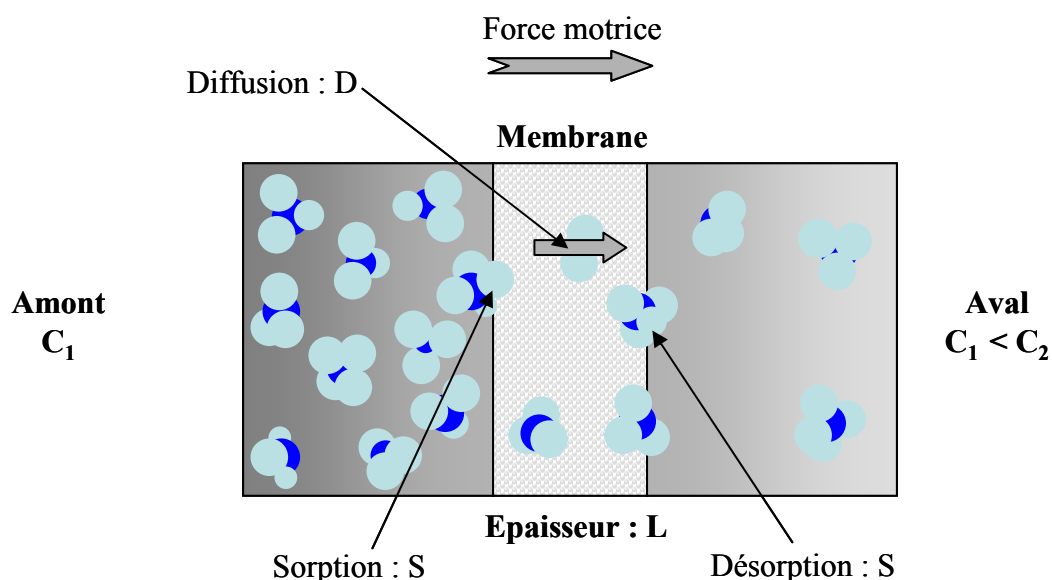 Force motrice
Diffusion : D
Membrane
Amont
C₁
Aval
C₁ < C₂
Epaisseur : L
Sorption : S
Désorption : S